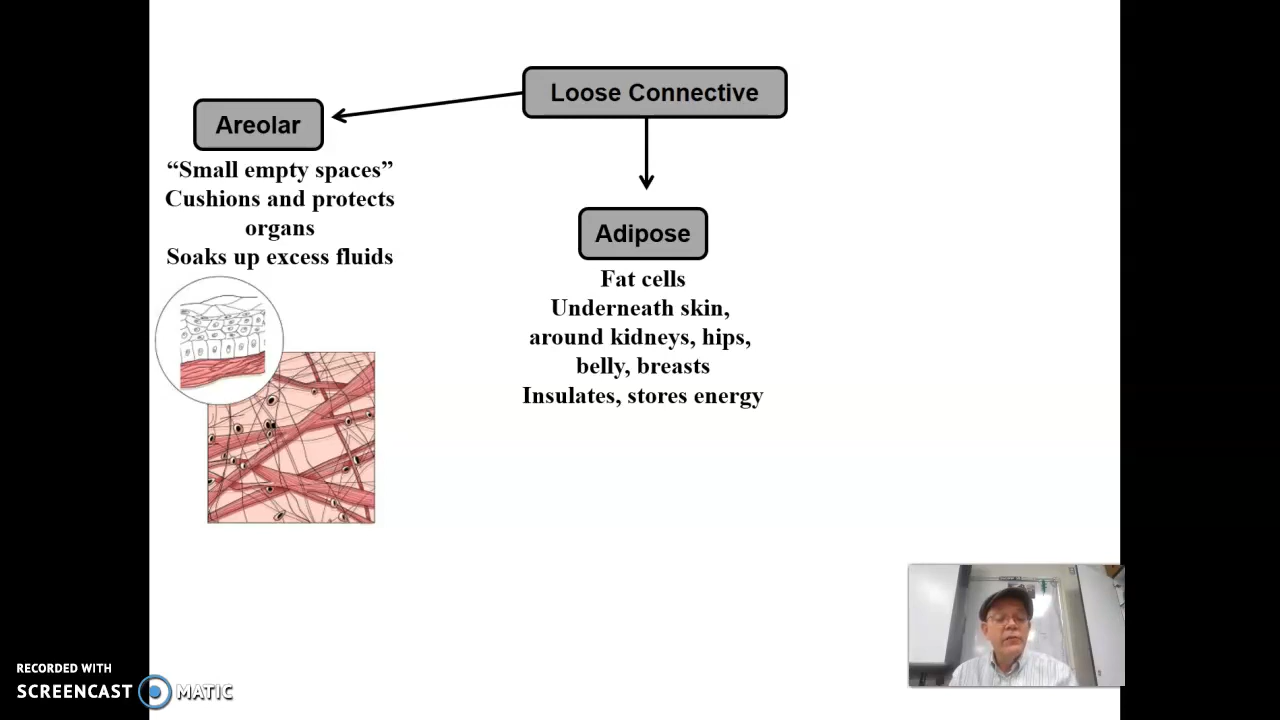 Loose Connective
Areolar
“Small empty spaces”
Cushions and protects
organs
Soaks up excess fluids
Adipose
Fat cells
Underneath skin,
around kidneys, hips,
belly, breasts
Insulates, stores energy
RECORDED WITH
SCREENCAST MATIC